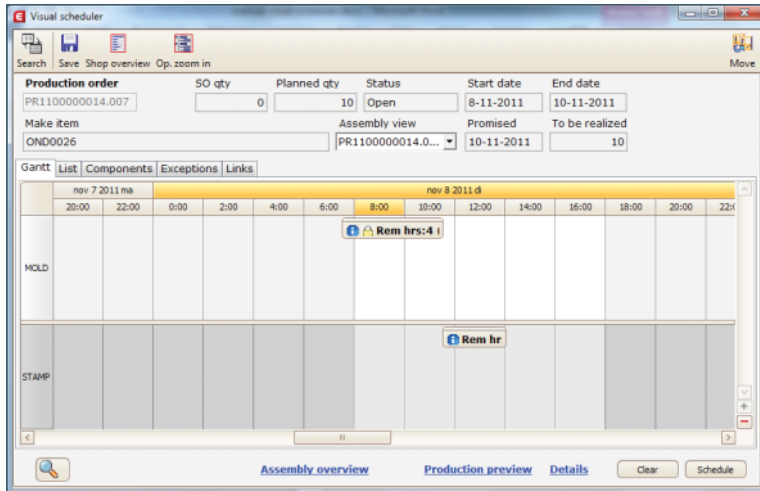 Visual scheduler
Search Save Shop overview Op. zoom in Move
Production order SO qty Planned qty Status Start date End date
PR1100000014.007 0 10 Open 8-11-2011 10-11-2011
Make item Assembly view Promised To be realized
OND0026 PR1100000014.0... 10-11-2011 10
Gantt List Components Exceptions Links
nov 7 2011 ma nov 8 2011 di
20:00 22:00 0:00 2:00 4:00 6:00 8:00 10:00 12:00 14:00 16:00 18:00 20:00 22:
Rem hrs:4
MOLD
Rem hr
STAMP
Assembly overview Production preview Details Clear Schedule